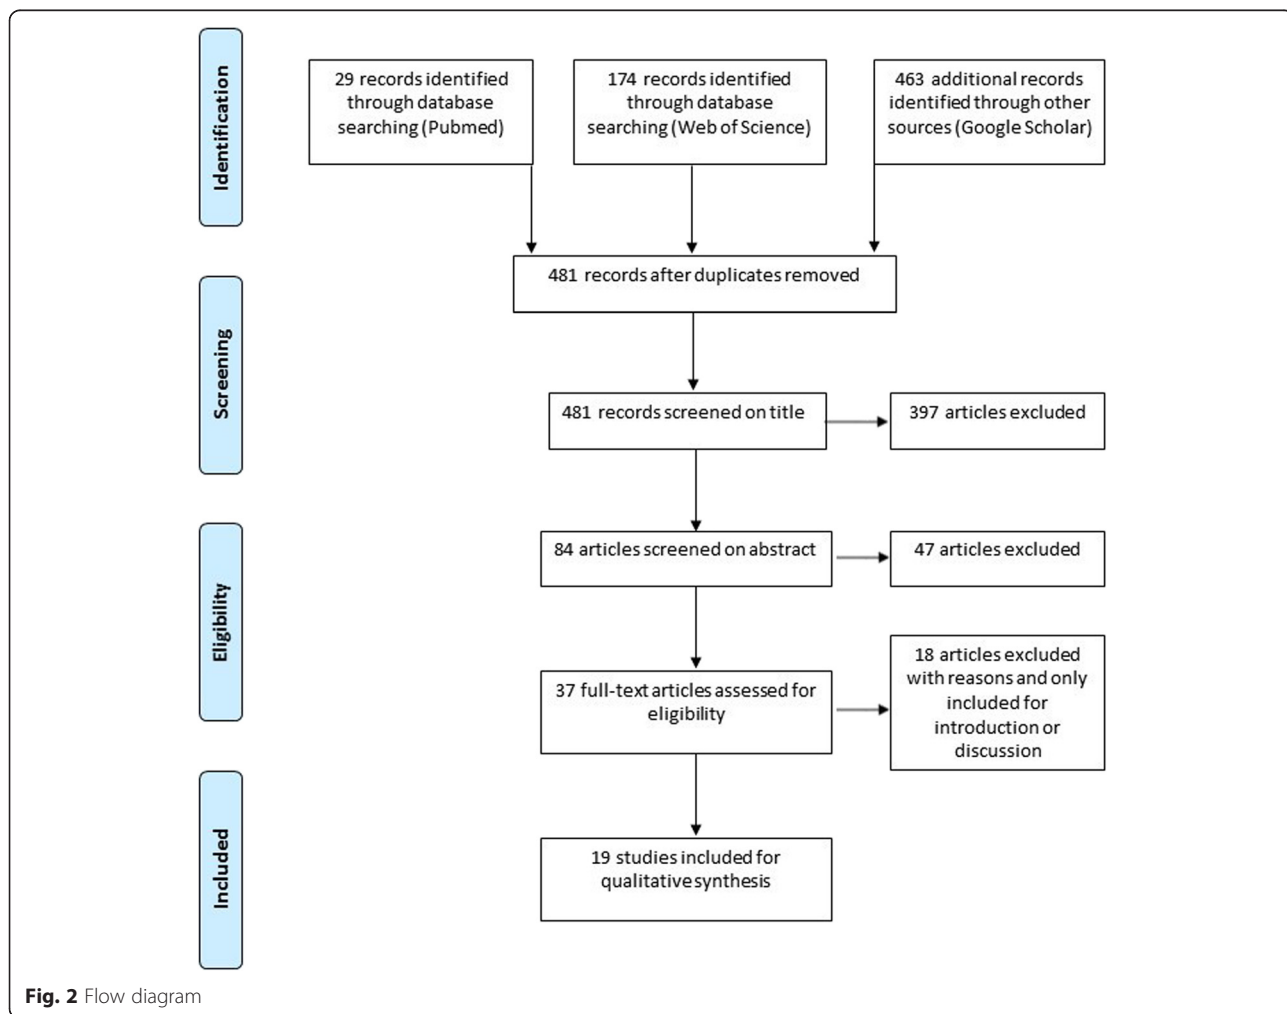 Identification
29 records identified
through database
searching (Pubmed)
174 records identified
through database
searching (Web of Science)
463 additional records
identified through other
sources (Google Scholar)
481 records after duplicates removed
Screening
481 records screened on title
397 articles excluded
Eligibility
84 articles screened on abstract
47 articles excluded
37 full-text articles assessed for
eligibility
18 articles excluded
with reasons and only
included for
introduction or
discussion
Included
19 studies included for
qualitative synthesis
Fig. 2 Flow diagram